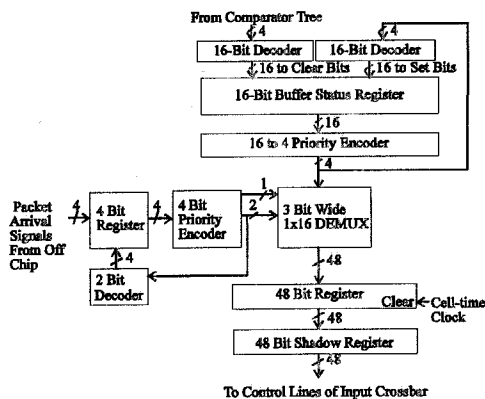 From Comparator Tree
4
4
16-Bit Decoder
16-Bit Decoder
16 to Clear Bits
16 to Set Bits
16-Bit Buffer Status Register
16
16 to 4 Priority Encoder
4
Packet
Arrival
Signals
From Off
Chip
4
4 Bit
Register
4
4 Bit
Priority
Encoder
1
2
3 Bit Wide
1x16 DEMUX
4
2 Bit
Decoder
48
48 Bit Register
Clear
Cell-time
Clock
48
48 Bit Shadow Register
48
To Control Lines of Input Crossbar